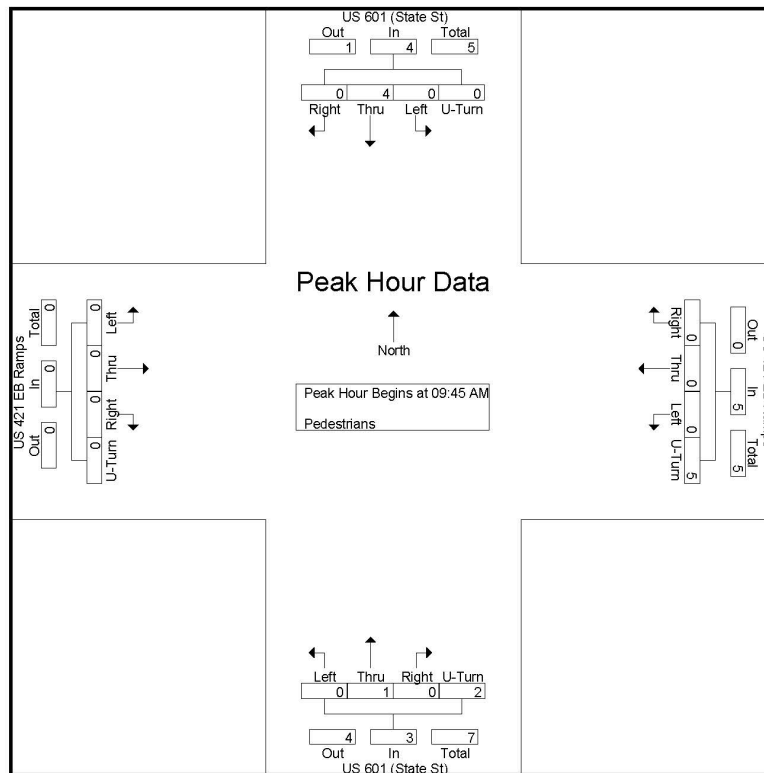 US 601 (State St)
Out In Total
1 4 5
0 4 0 0
Right Thru Left U-Turn
Peak Hour Data
North
Peak Hour Begins at 09:45 AM
Pedestrians
US 421 EB Ramps
Out In Total
0 0 0
0 0 0 0
U-Turn Right Thru Left
Right Thru Left U-Turn
0 0 0 5
Out In Total
0 5 5
Left Thru Right U-Turn
0 1 0 2
4 3 7
Out In Total
US 601 (State St)